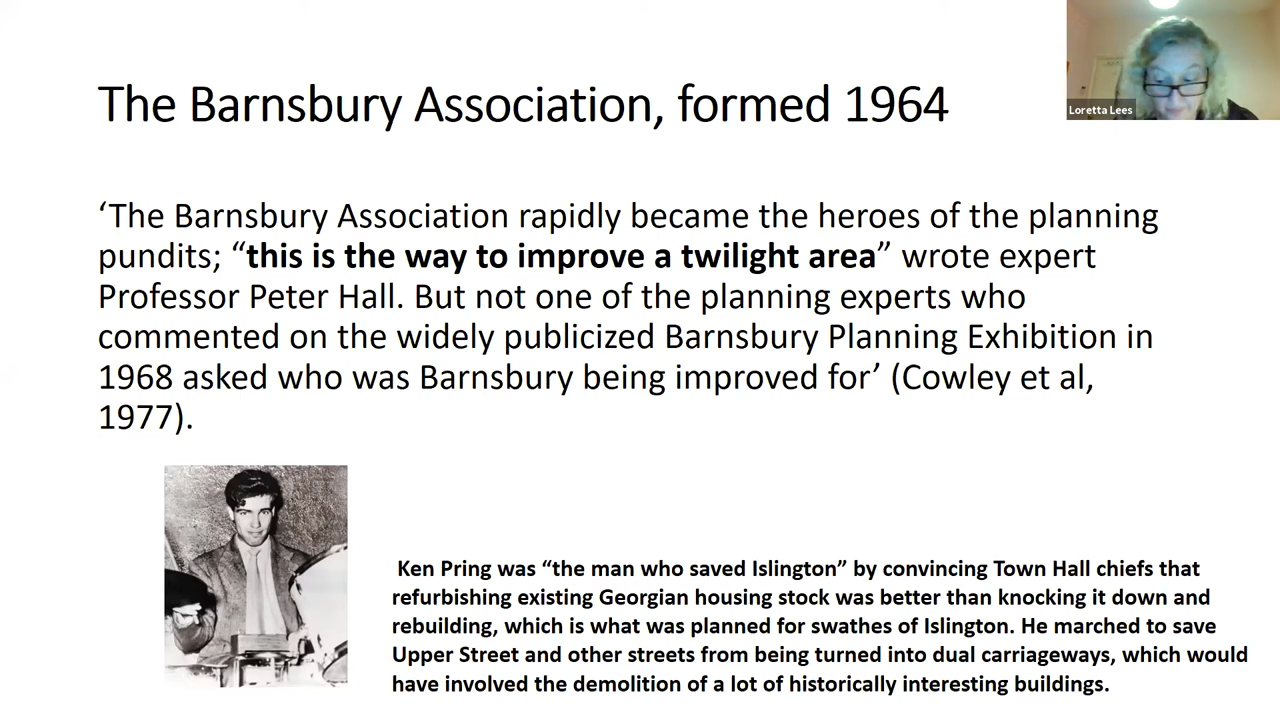 The Barnsbury Association, formed 1964
Loretta Lees
‘The Barnsbury Association rapidly became the heroes of the planning
pundits; “this is the way to improve a twilight area” wrote expert
Professor Peter Hall. But not one of the planning experts who
commented on the widely publicized Barnsbury Planning Exhibition in
1968 asked who was Barnsbury being improved for’ (Cowley et al,
1977).
Ken Pring was “the man who saved Islington” by convincing Town Hall chiefs that
refurbishing existing Georgian housing stock was better than knocking it down and
rebuilding, which is what was planned for swathes of Islington. He marched to save
Upper Street and other streets from being turned into dual carriageways, which would
have involved the demolition of a lot of historically interesting buildings.